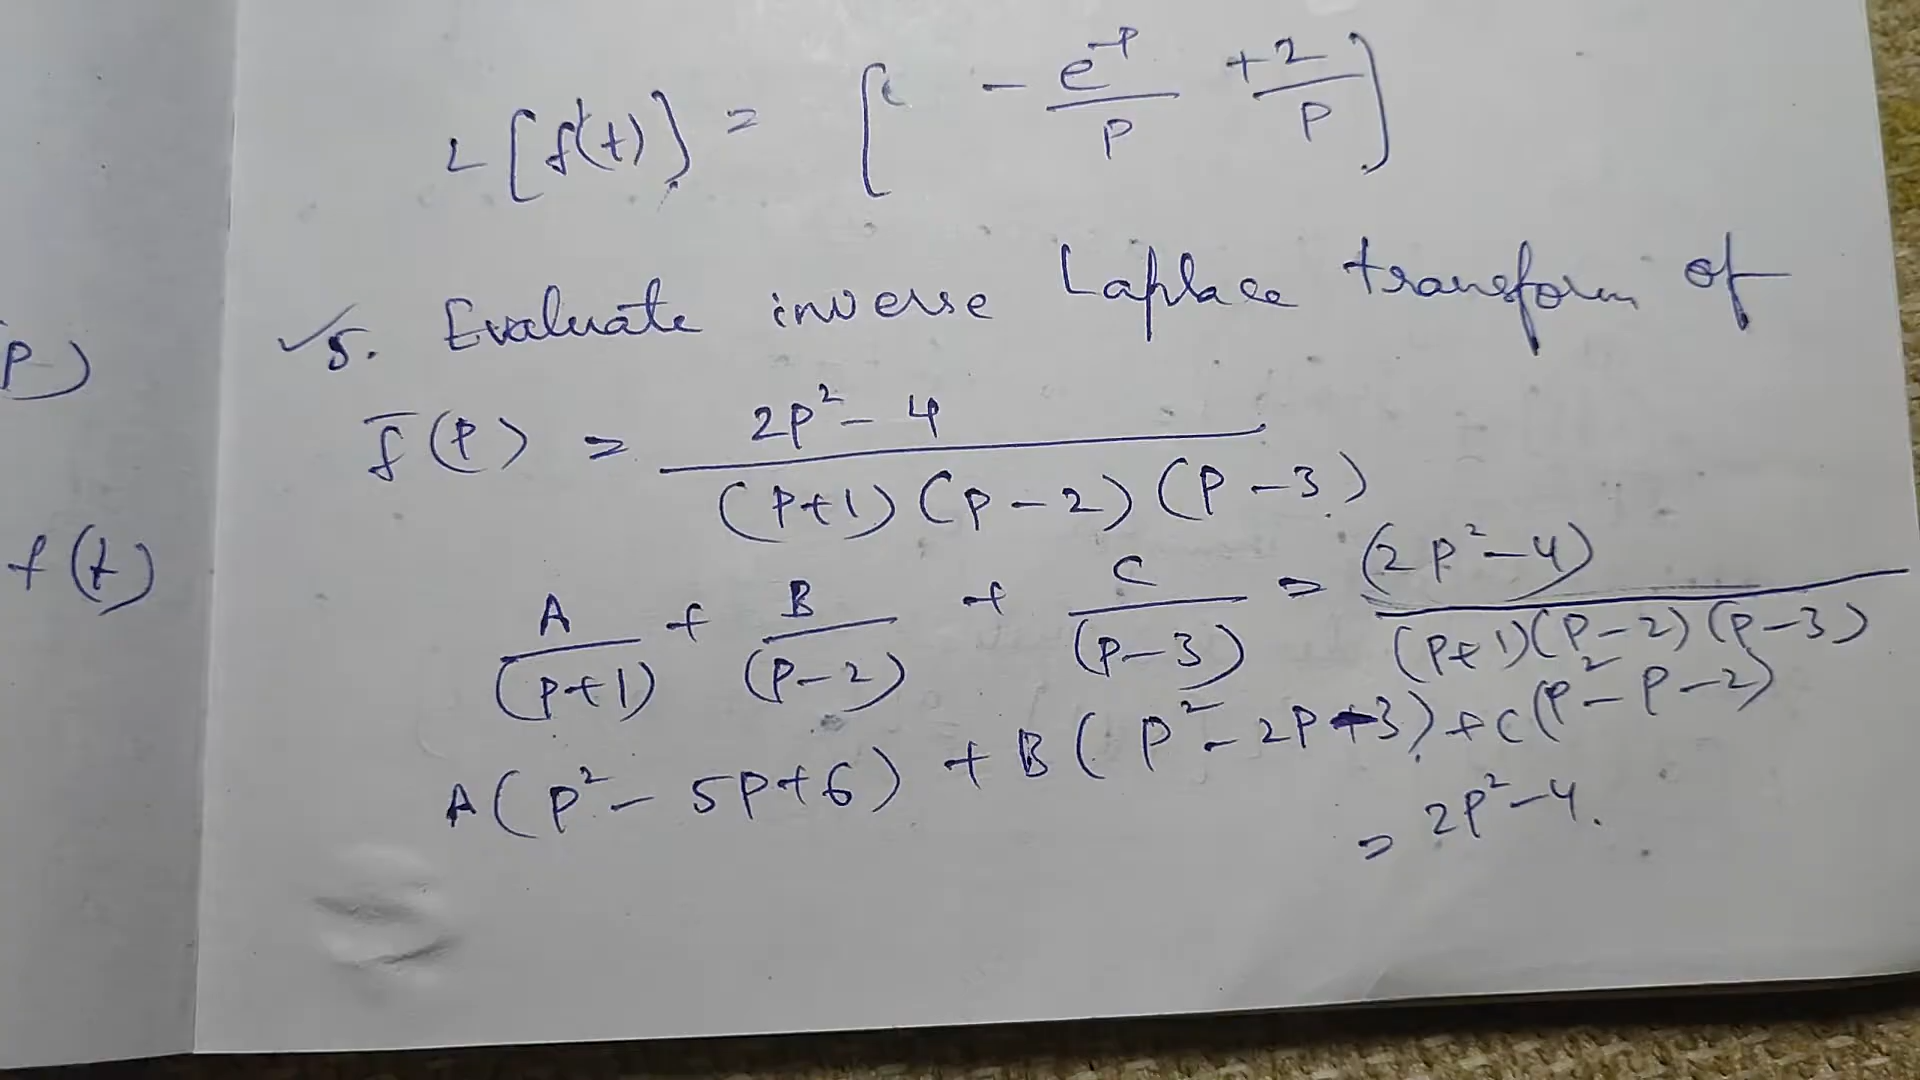 p)
f(t)
L[f'(t)] = [ - e^-p/p + 2/p ]
✓5. Evaluate inverse Laplace transform of
f̄(p) = 2p² - 4 / (p+1)(p-2)(p-3)
A/(p+1) + B/(p-2) + C/(p-3) = (2p²-4)/(p+1)(p-2)(p-3)
A(p² - 5p+6) + B(p² - 2p-3) + C(p² - p - 2)
= 2p² - 4.